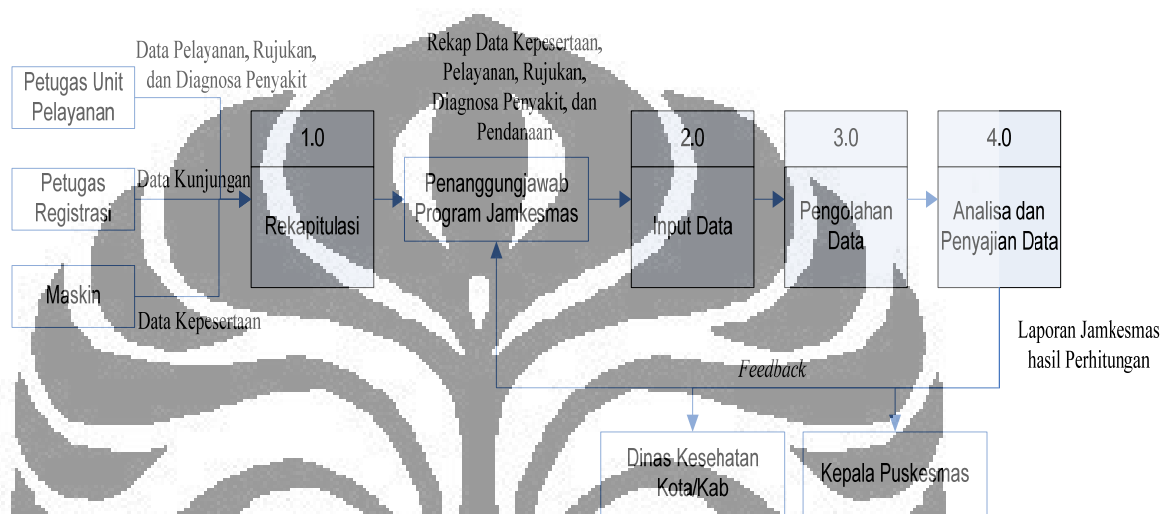 Data Pelayanan, Rujukan,
dan Diagnosa Penyakit
Rekap Data Kepesertaan,
Pelayanan, Rujukan,
Diagnosa Penyakit, dan
Pendanaan
Petugas Unit
Pelayanan
Petugas
Registrasi
Maskin
Data Kunjungan
Data Kepesertaan
1.0
Rekapitulasi
Penanggungjawab
Program Jamkesmas
2.0
Input Data
3.0
Pengolahan
Data
4.0
Analisa dan
Penyajian Data
Laporan Jamkesmas
hasil Perhitungan
Feedback
Dinas Kesehatan
Kota/Kab
Kepala Puskesmas